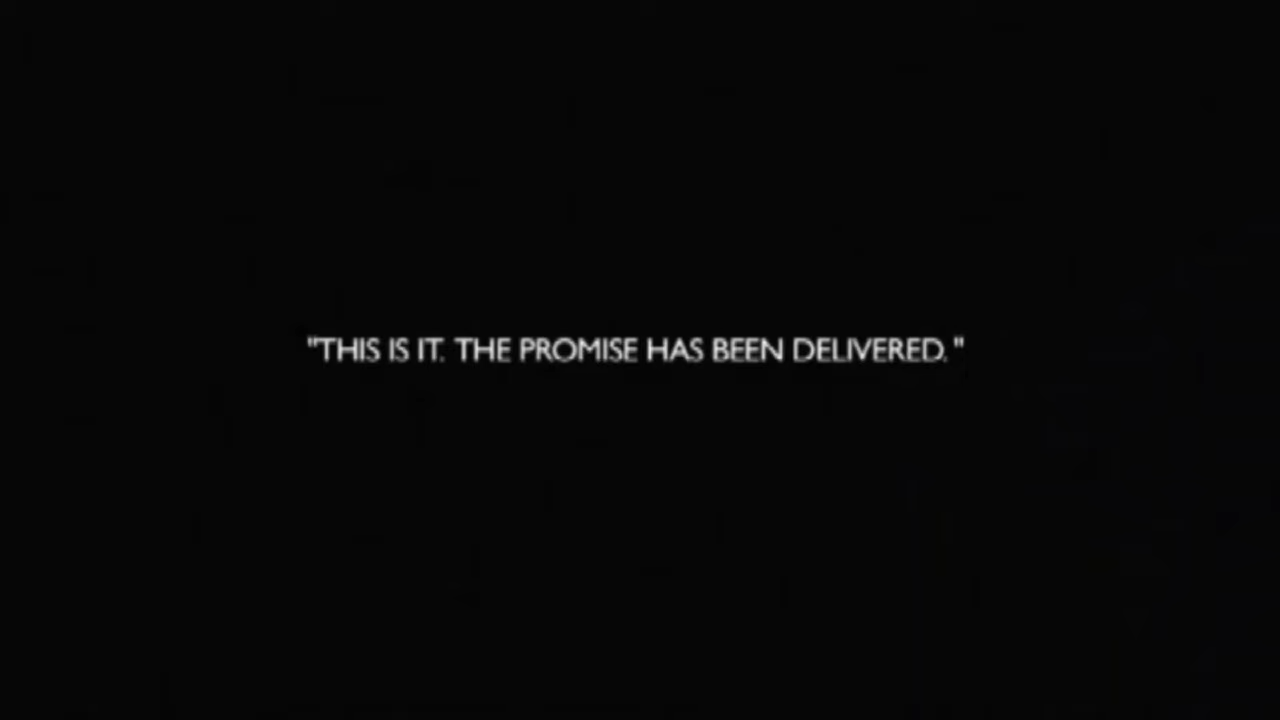 "THIS IS IT. THE PROMISE HAS BEEN DELIVERED. "